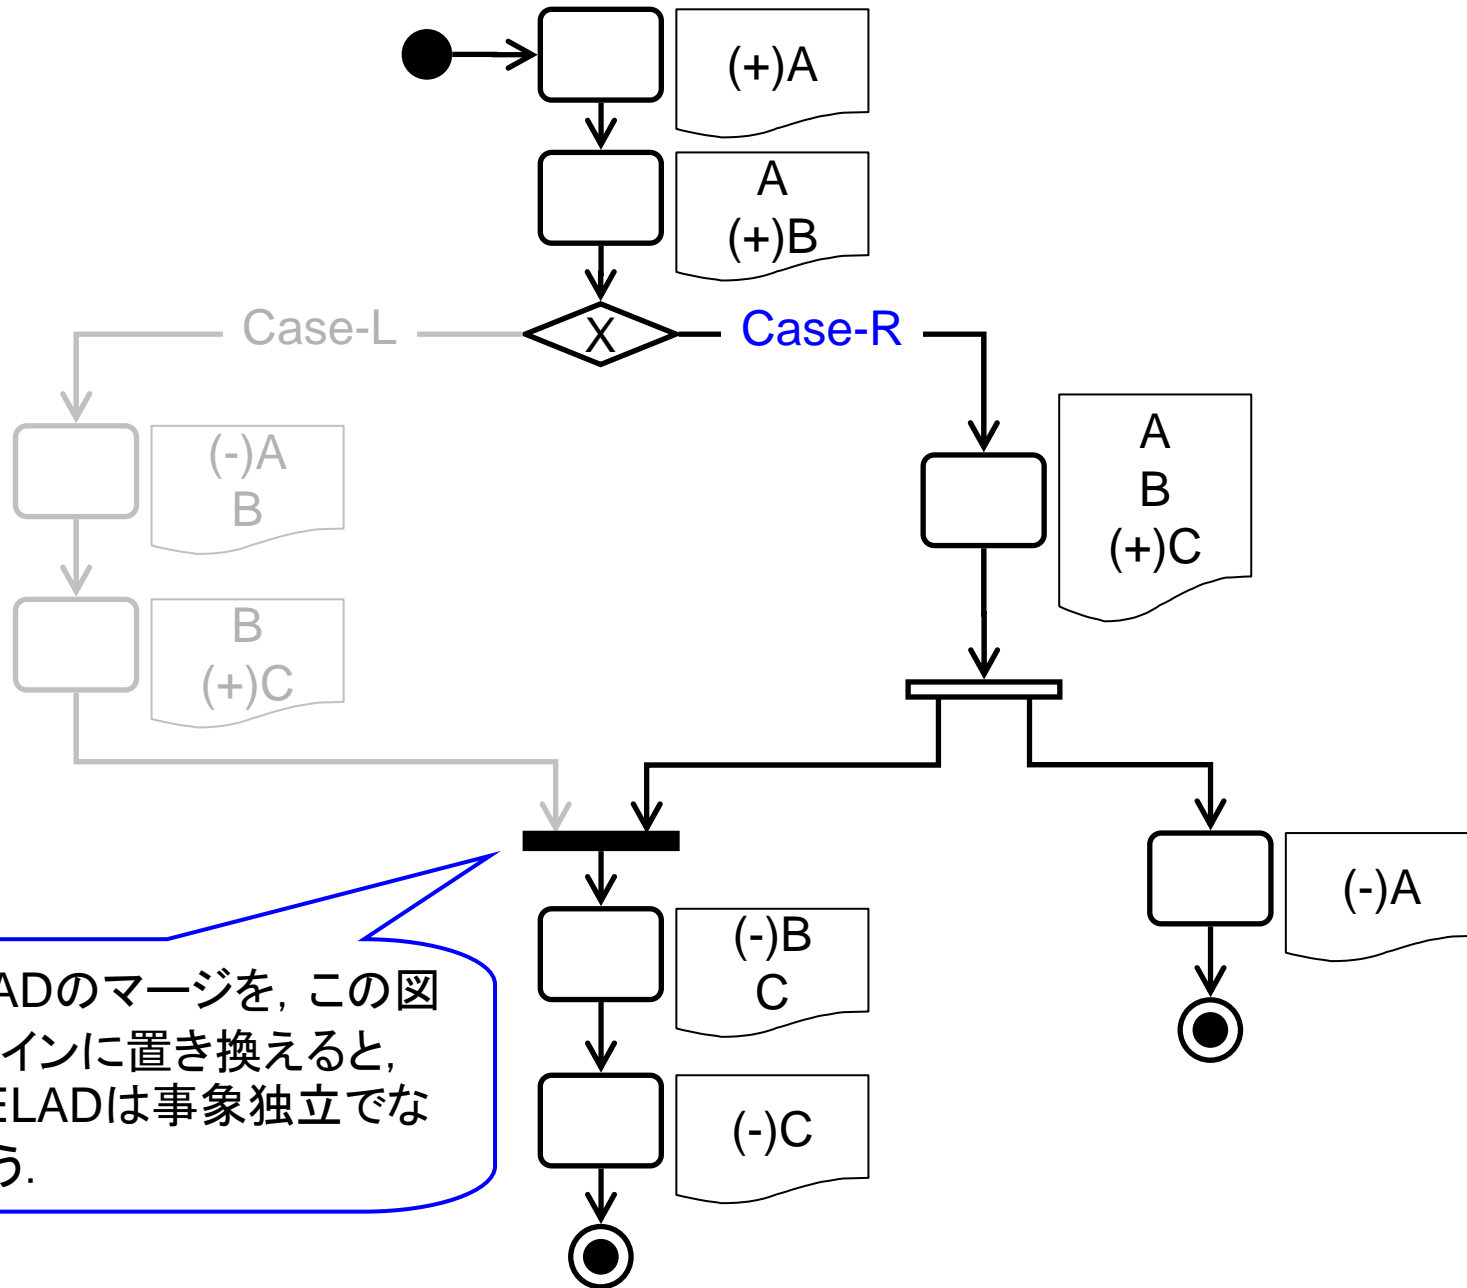 (+)A
A
(+)B
Case-L
X
Case-R
(-)A
B
B
(+)C
A
B
(+)C
(-)B
C
(-)C
(-)A
ADのマージを, この図
インに置き換えると,
ELADは事象独立でな
う.